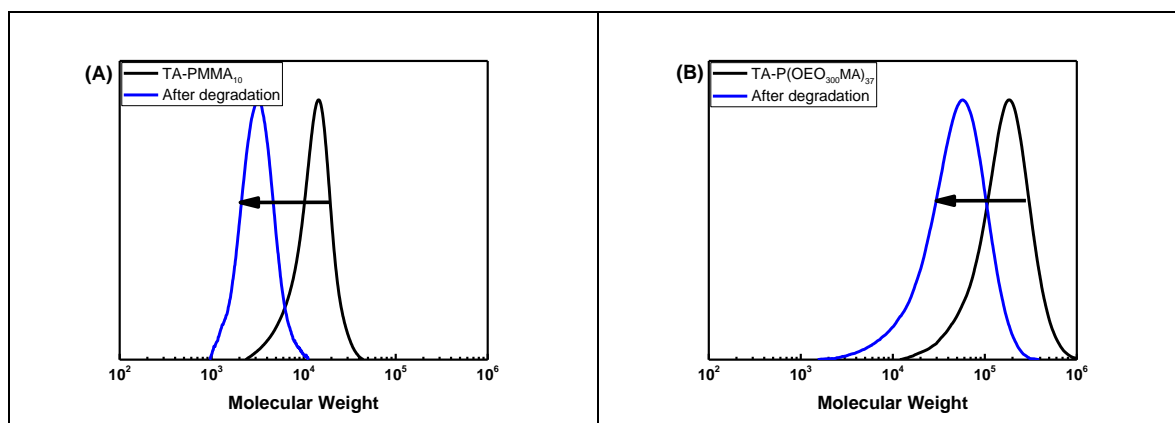 (A)
TA-PMMA₁₀
After degradation
10² 10³ 10⁴ 10⁵ 10⁶
Molecular Weight
(B)
TA-P(OEO₃₀₀MA)₃₇
After degradation
10² 10³ 10⁴ 10⁵ 10⁶
Molecular Weight